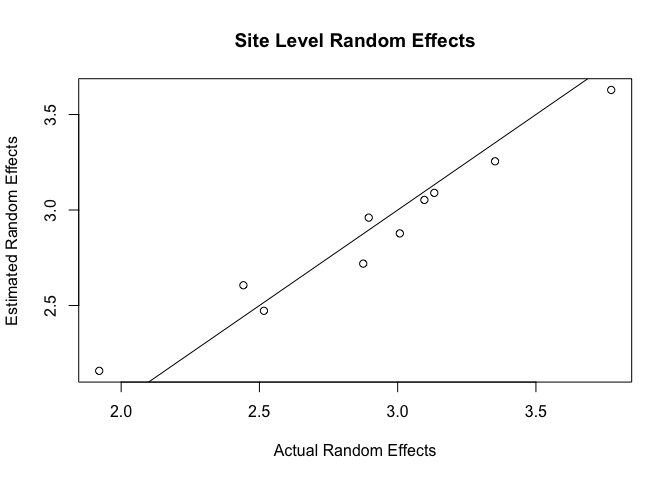 Site Level Random Effects
Estimated Random Effects
3.5
3.0
2.5
2.0 2.5 3.0 3.5
Actual Random Effects